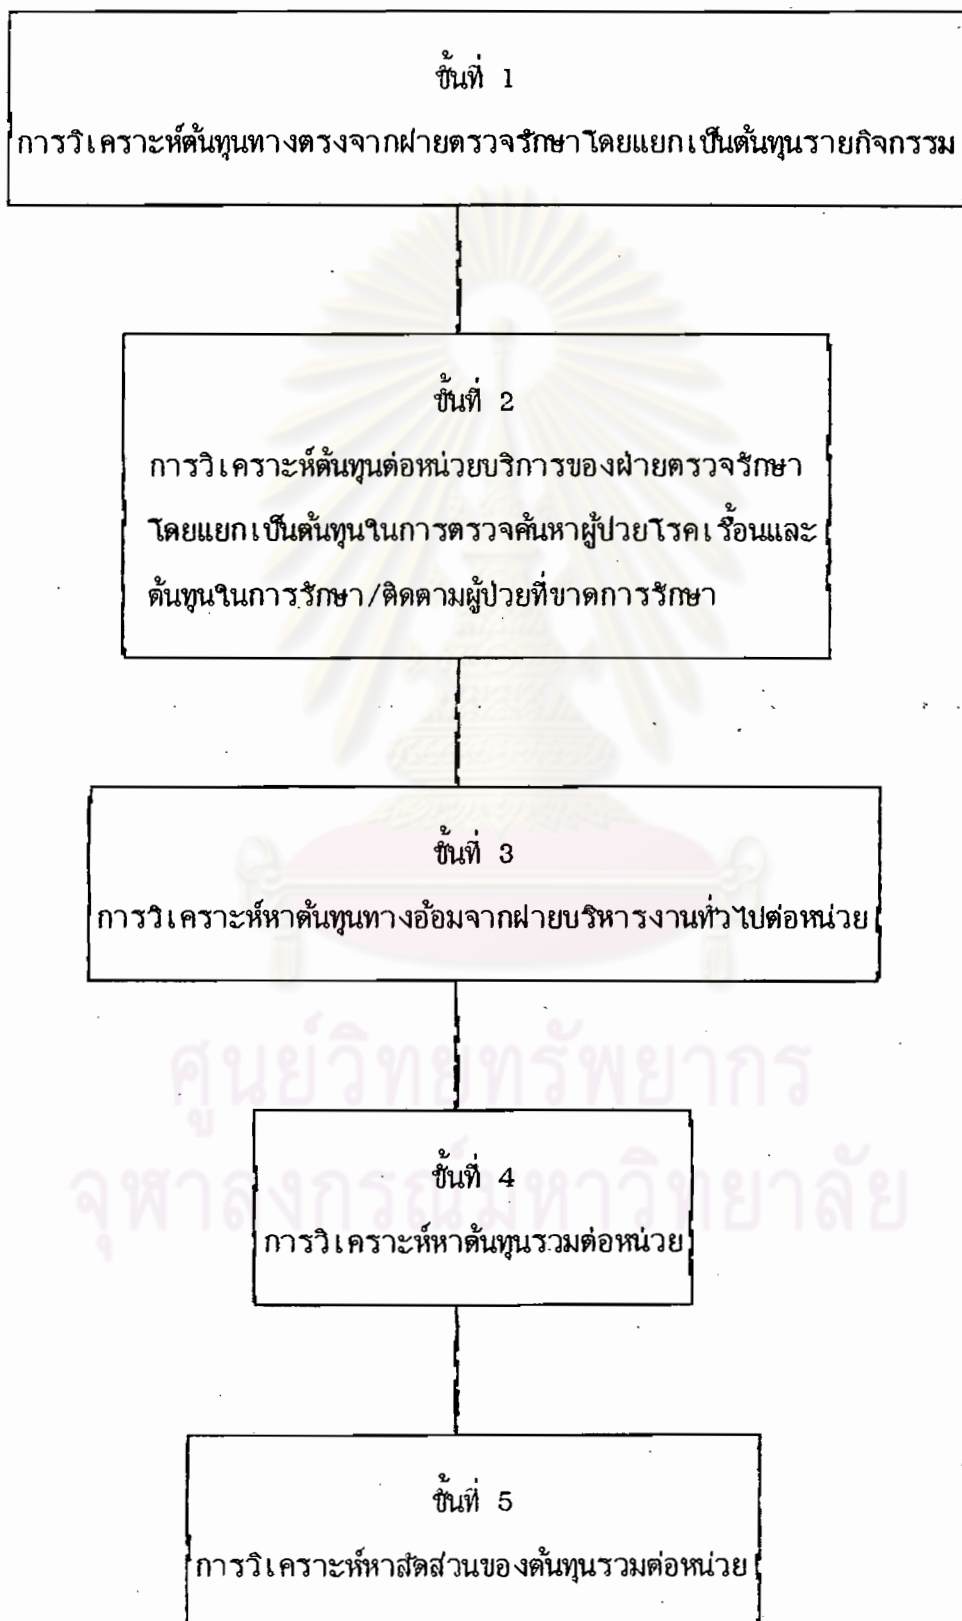 ขั้นที่ 1
การวิเคราะห์ต้นทุนทางตรงจากฝ่ายตรวจรักษาโดยแยกเป็นต้นทุนรายกิจกรรม
ขั้นที่ 2
การวิเคราะห์ต้นทุนต่อหน่วยบริการของฝ่ายตรวจรักษา
โดยแยกเป็นต้นทุนในการตรวจค้นหาผู้ป่วยโรคเรื้อนและ
ต้นทุนในการรักษา/ติดตามผู้ป่วยที่ขาดการรักษา
ขั้นที่ 3
การวิเคราะห์หาต้นทุนทางอ้อมจากฝ่ายบริหารงานทั่วไปต่อหน่วย
ศูนย์วิทยทรัพยากร
ขั้นที่ 4
จุฬาลงกรณ์มหาวิทยาลัย
การวิเคราะห์หาต้นทุนรวมต่อหน่วย
ขั้นที่ 5
การวิเคราะห์หาสัดส่วนของต้นทุนรวมต่อหน่วย